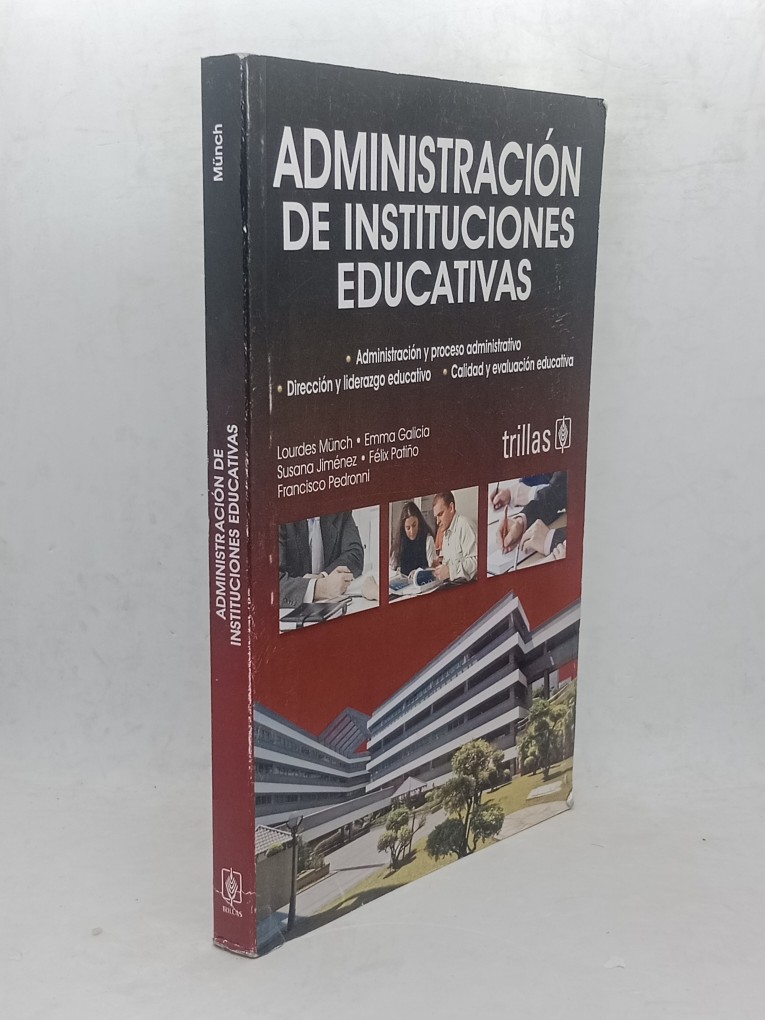 Münch
ADMINISTRACIÓN DE
INSTITUCIONES EDUCATIVAS
TRILLAS
ADMINISTRACIÓN
DE INSTITUCIONES
EDUCATIVAS
• Administración y proceso administrativo
• Dirección y liderazgo educativo • Calidad y evaluación educativa
Lourdes Münch • Emma Galicia
Susana Jiménez • Félix Patiño
Francisco Pedronni
trillas